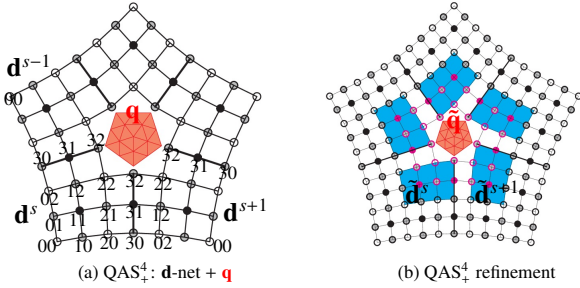 d^{s-1}
00
q
30 31 32
32 31 30
d^s
02 12 22 32 22 12
d^{s+1}
01 11 21 31
00 10 20 30 02 00
q̃
d̃^s
d̃^{s+1}
(a) QAS^4_+: d-net + q
(b) QAS^4_+ refinement